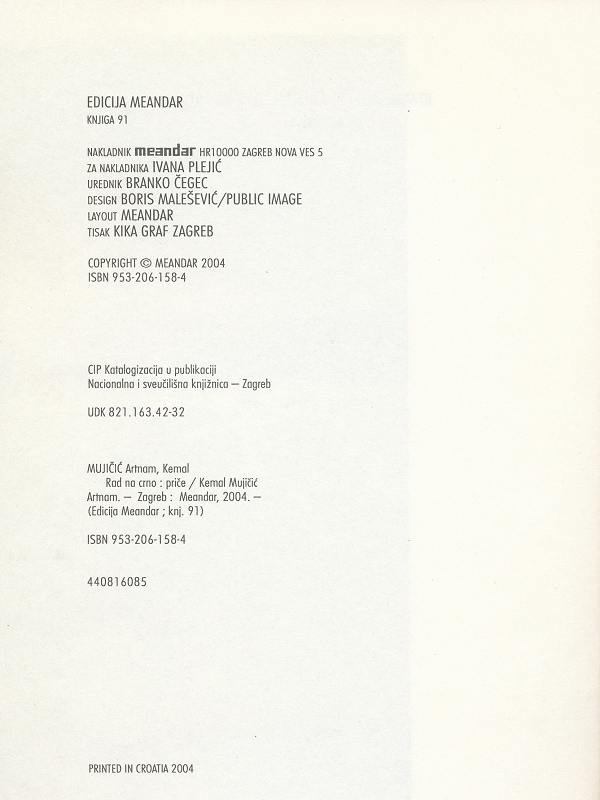 EDICIJA MEANDAR
KNJIGA 91
NAKLADNIK meandar HR10000 ZAGREB NOVA VES 5
ZA NAKLADNIKA IVANA PLEJIĆ
UREDNIK BRANKO ČEGEC
DESIGN BORIS MALEŠEVIĆ/PUBLIC IMAGE
LAYOUT MEANDAR
TISAK KIKA GRAF ZAGREB
COPYRIGHT © MEANDAR 2004
ISBN 953-206-158-4
CIP Katalogizacija u publikaciji
Nacionalna i sveučilišna knjižnica – Zagreb
UDK 821.163.42-32
MUJIČIĆ Artnam, Kemal
Rad na crno : priče / Kemal Mujičić
Artnam. – Zagreb : Meandar, 2004. –
(Edicija Meandar ; knj. 91)
ISBN 953-206-158-4
440816085
PRINTED IN CROATIA 2004